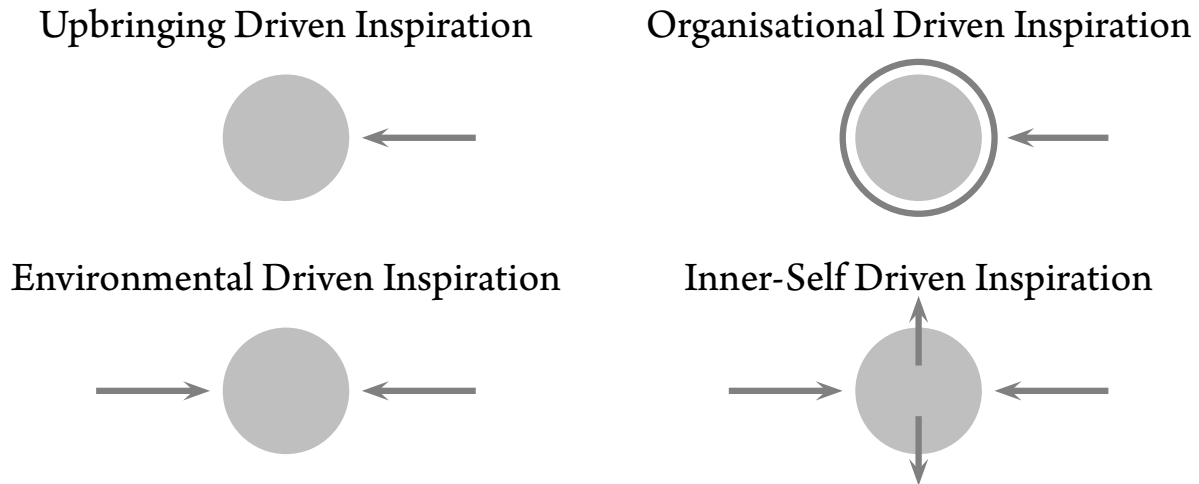 Upbringing Driven Inspiration
Organisational Driven Inspiration
Environmental Driven Inspiration
Inner-Self Driven Inspiration